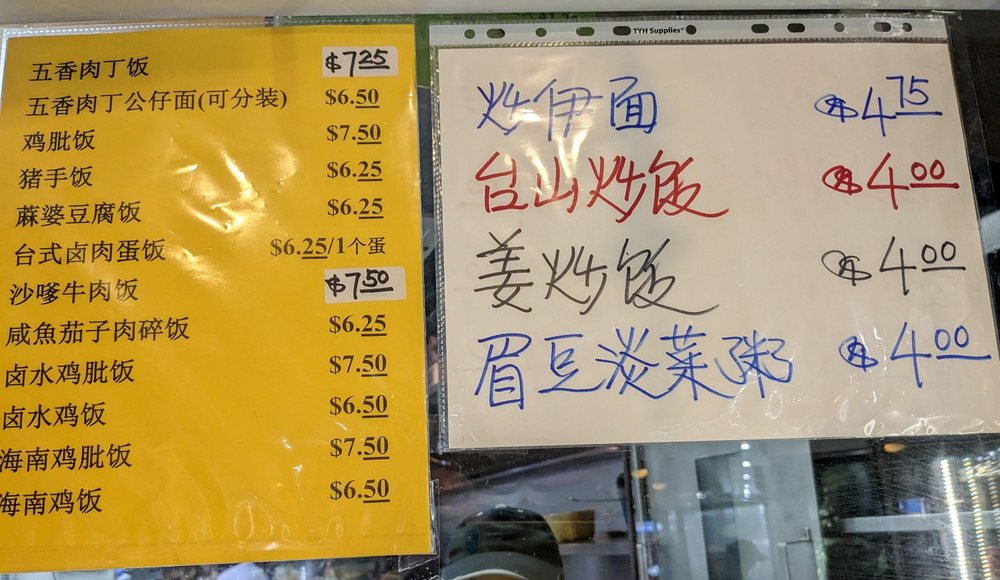 五香肉丁饭 $7.25
五香肉丁公仔面(可分装) $6.50
鸡肶饭 $7.50
猪手饭 $6.25
蔴婆豆腐饭 $6.25
台式卤肉蛋饭 $6.25/1个蛋
沙嗲牛肉饭 $7.50
咸魚茄子肉碎饭 $6.25
卤水鸡肶饭 $7.50
卤水鸡饭 $6.50
海南鸡肶饭 $7.50
海南鸡饭 $6.50
TYH Supplies®
炒伊面 $4.75
台山炒饭 $4.00
姜炒饭 $4.00
眉豆淡菜粥 $4.00